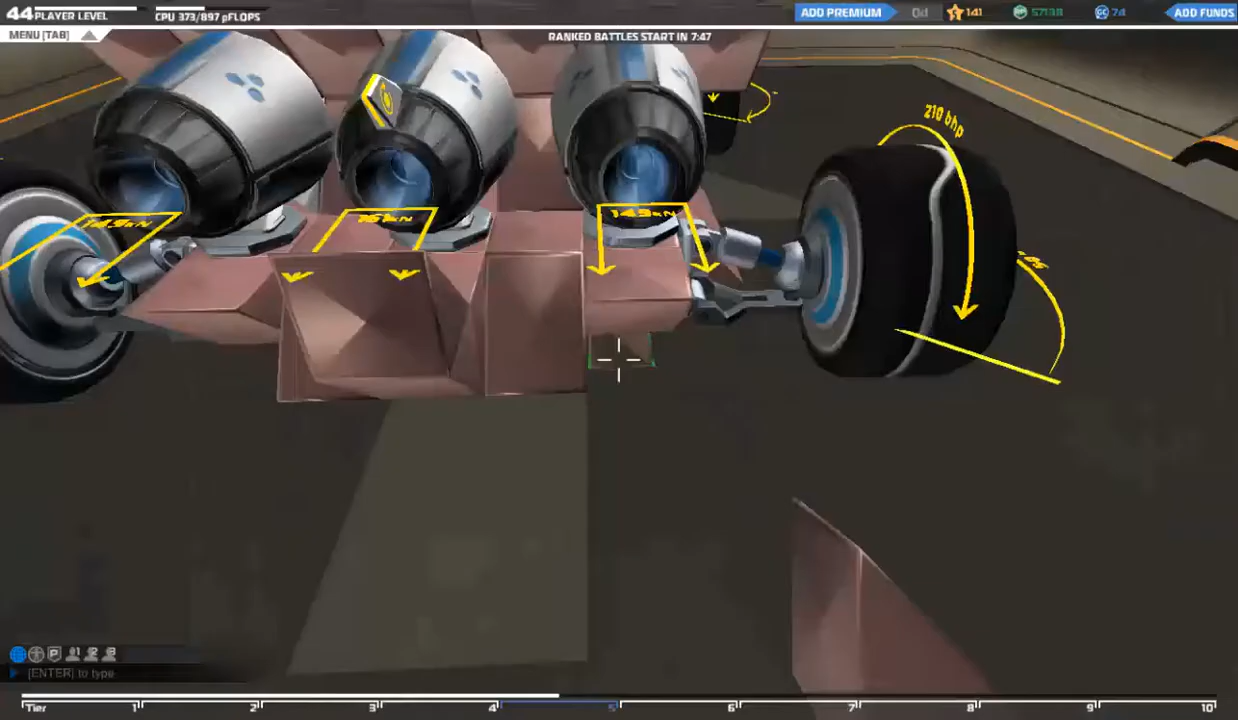 44 PLAYER LEVEL
CPU 373/897 pFLOPS
ADD PREMIUM
0d
141
57138
74
ADD FUNDS
MENU [TAB]
RANKED BATTLES START IN 7:47
210 bhp
14.9kN
[ENTER] to type
Tier 1 2 3 4 5 6 7 8 9 10